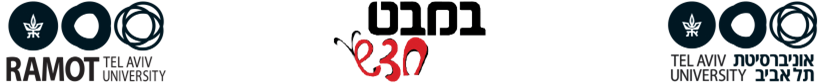 RAMOT TEL AVIV
UNIVERSITY
במבט
חדש
TEL AVIV אוניברסיטת
UNIVERSITY תל אביב